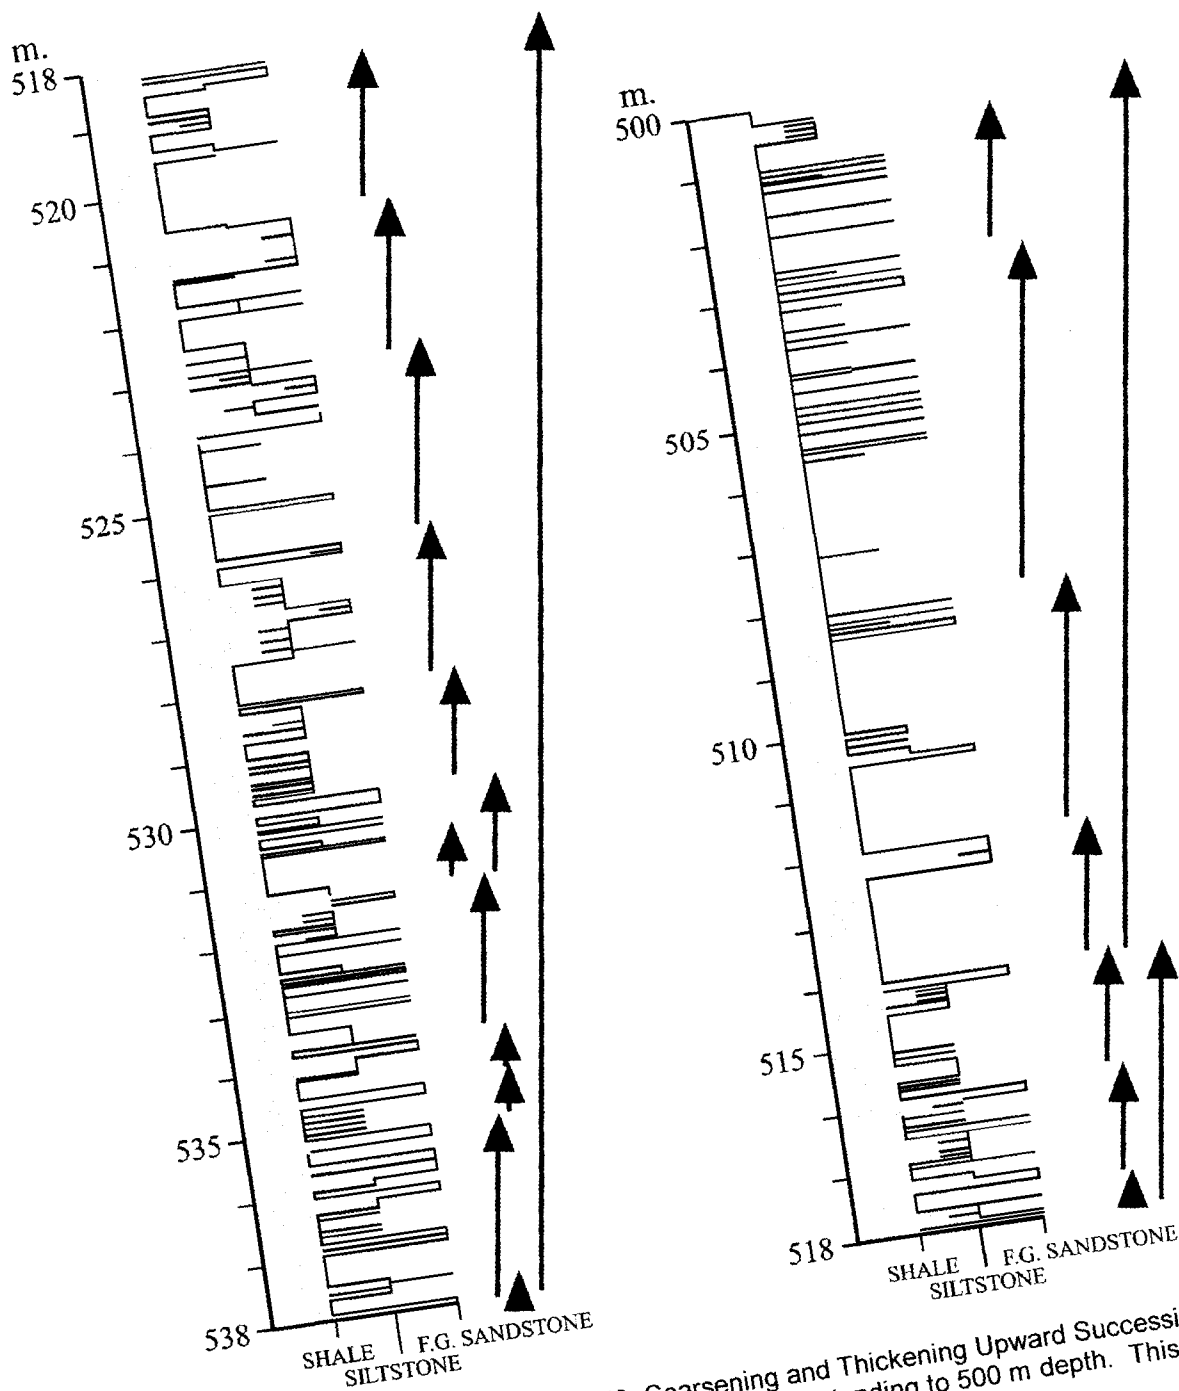 m.
518
520
525
530
535
538
SHALE
SILTSTONE
F.G. SANDSTONE
m.
500
505
510
515
518
SHALE
SILTSTONE
F.G. SANDSTONE
Coarsening and Thickening Upward
to 500 m depth. This